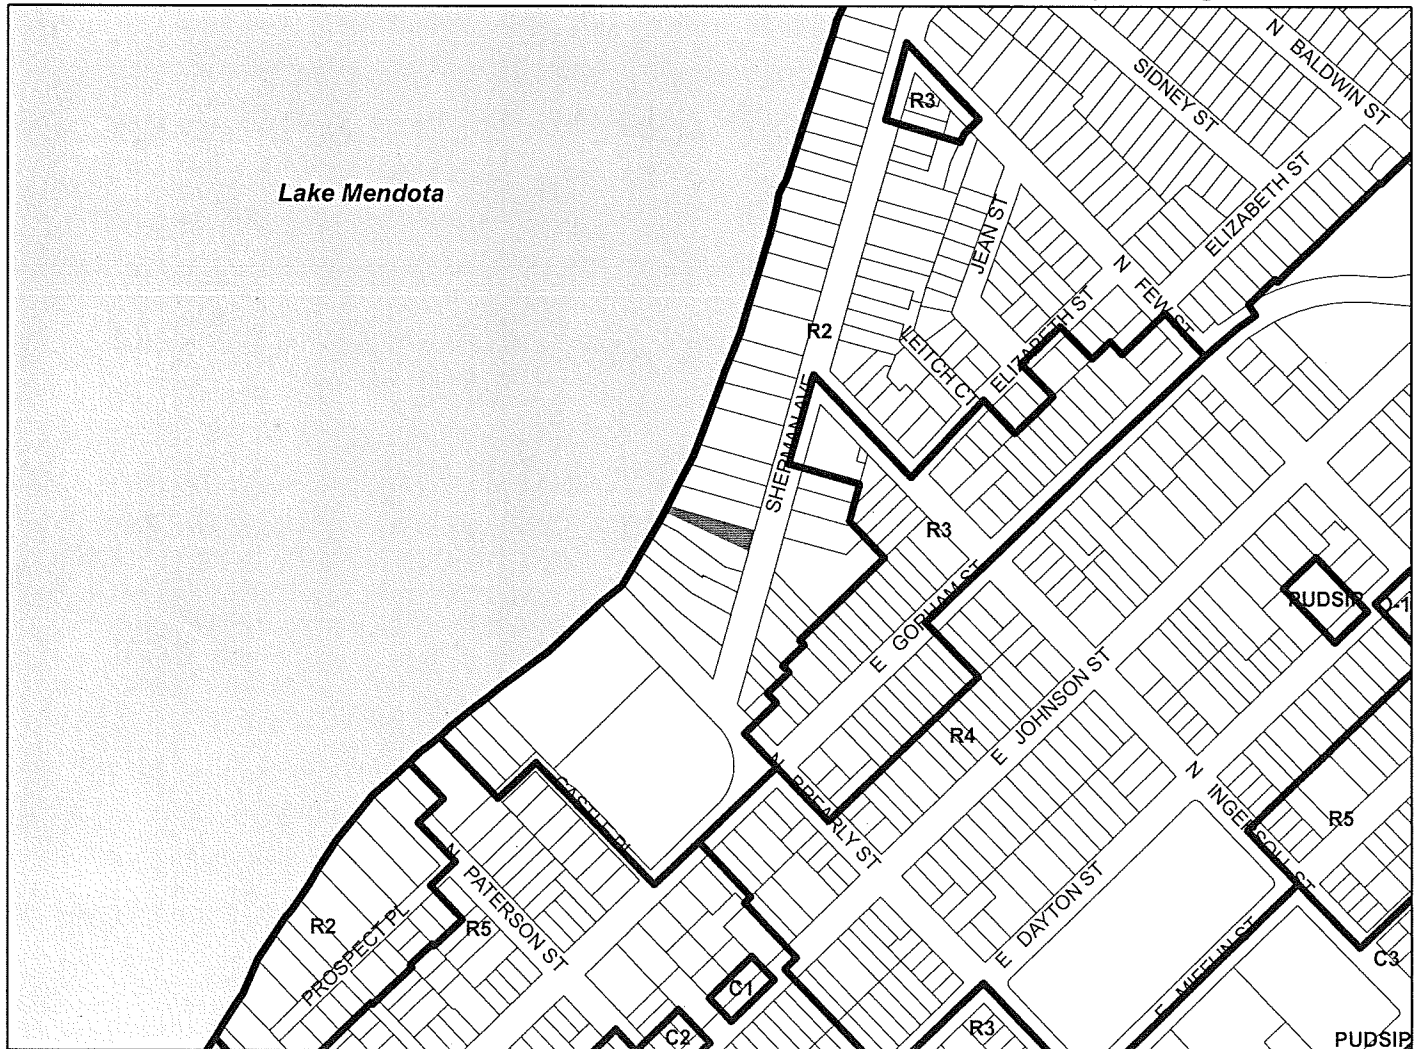 N BALDWIN ST
SIDNEY ST
R3
Lake Mendota
ELIZABETH ST
JEAN ST
N FEW ST
R2
ELIZABETH ST
LEITCH CT
SHERMAN AVE
R3
E GORHAM ST
PUDSIP
R4
E JOHNSON ST
N BREARLY ST
N INGERSOLL ST
R5
CASTLE PL
N PATERSON ST
E DAYTON ST
R2
PROSPECT PL
R5
E MIFFLIN ST
C3
C1
C2
R3
PUDSIP